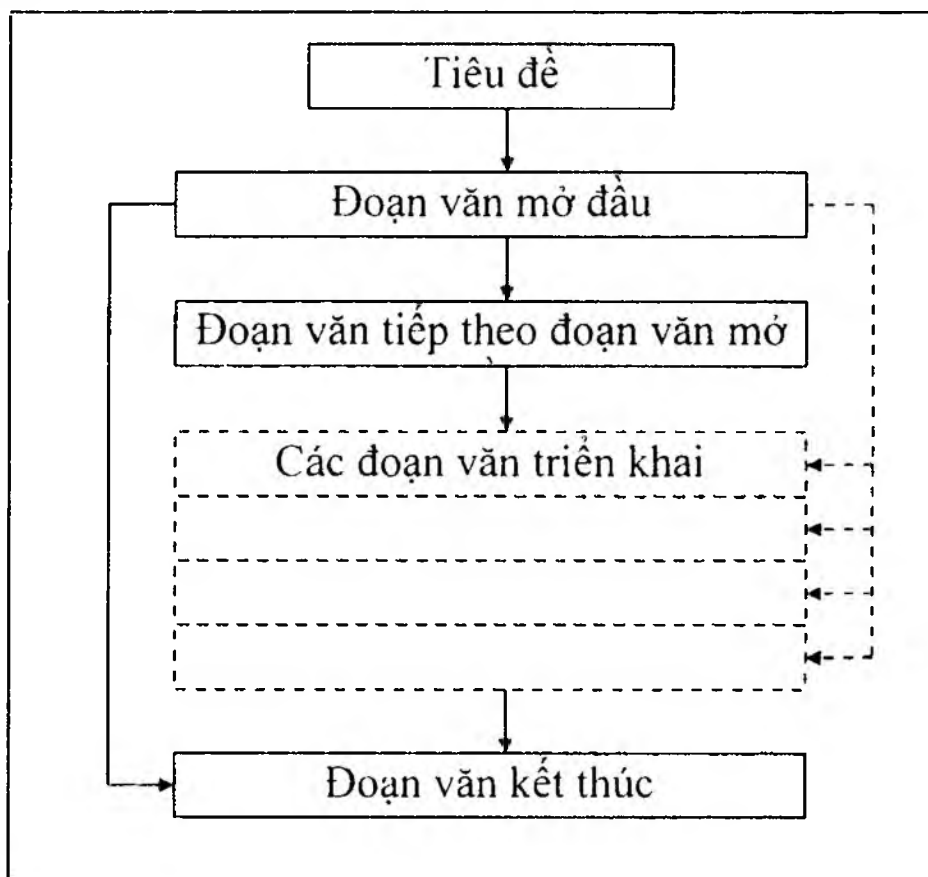 Tiêu đề
Đoạn văn mở đầu
Đoạn văn tiếp theo đoạn văn mở
Các đoạn văn triển khai
Đoạn văn kết thúc